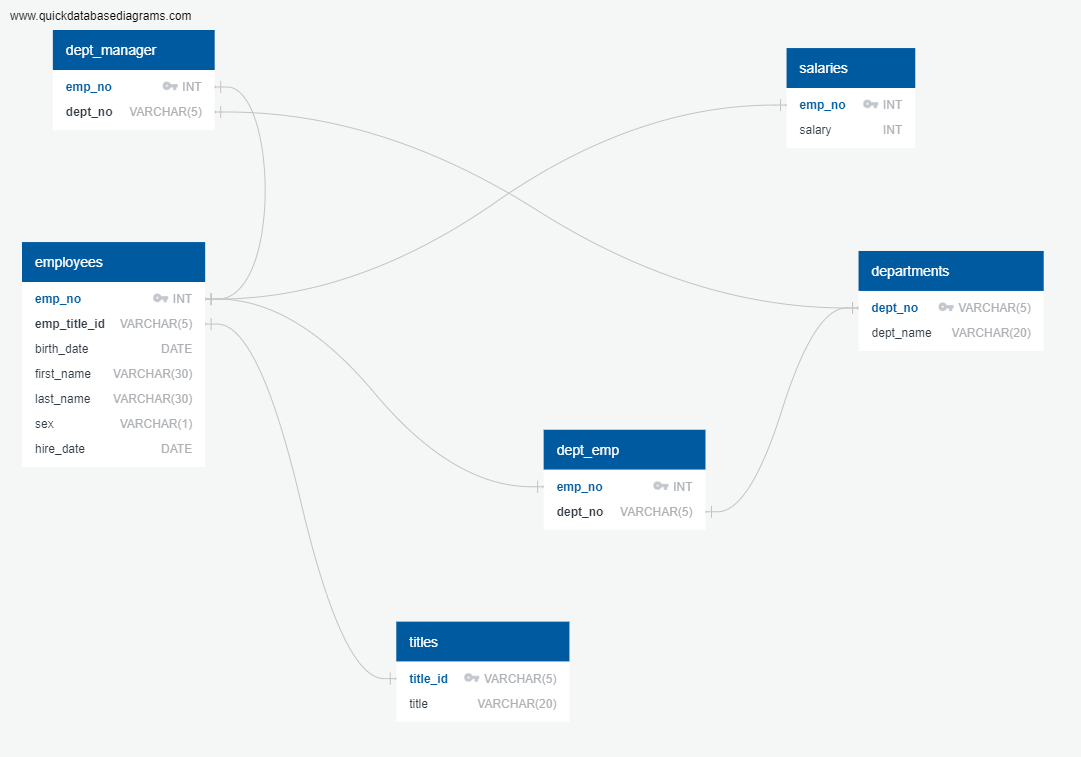 www.quickdatabasediagrams.com
dept_manager
emp_no INT
dept_no VARCHAR(5)
salaries
emp_no INT
salary INT
employees
emp_no INT
emp_title_id VARCHAR(5)
birth_date DATE
first_name VARCHAR(30)
last_name VARCHAR(30)
sex VARCHAR(1)
hire_date DATE
departments
dept_no VARCHAR(5)
dept_name VARCHAR(20)
dept_emp
emp_no INT
dept_no VARCHAR(5)
titles
title_id VARCHAR(5)
title VARCHAR(20)